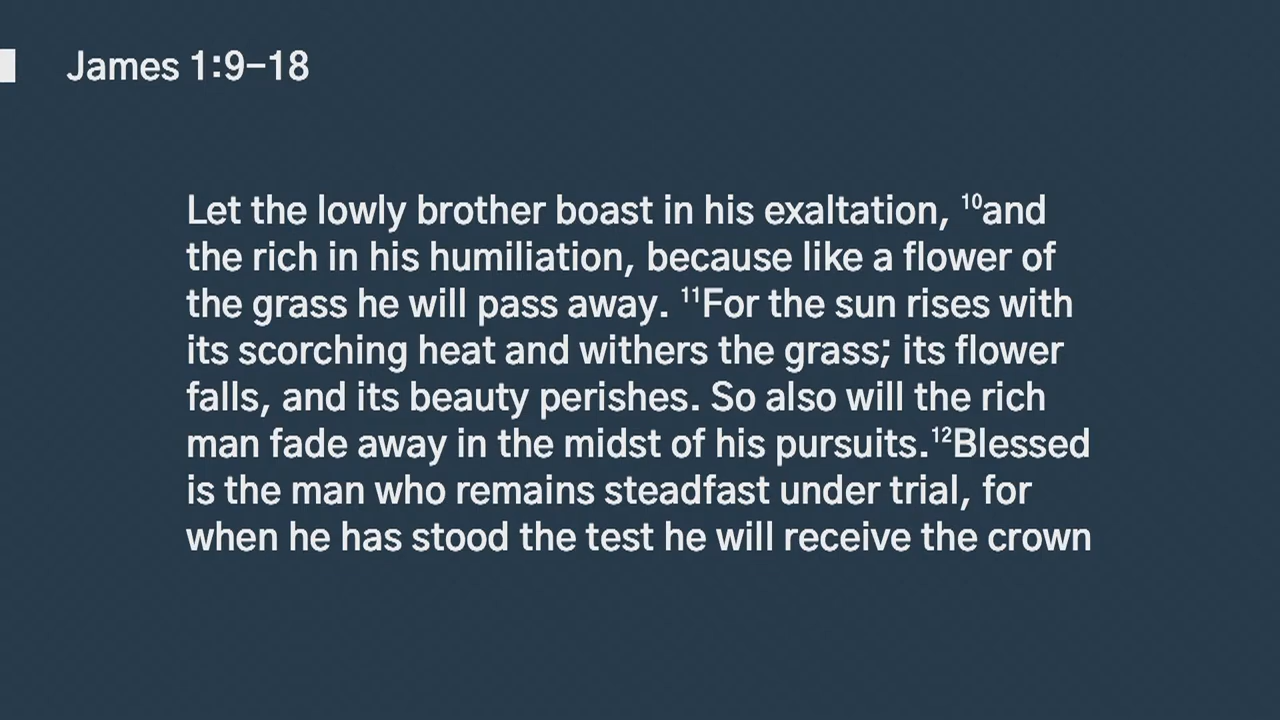 James 1:9–18
Let the lowly brother boast in his exaltation, ¹⁰and
the rich in his humiliation, because like a flower of
the grass he will pass away. ¹¹For the sun rises with
its scorching heat and withers the grass; its flower
falls, and its beauty perishes. So also will the rich
man fade away in the midst of his pursuits.¹²Blessed
is the man who remains steadfast under trial, for
when he has stood the test he will receive the crown